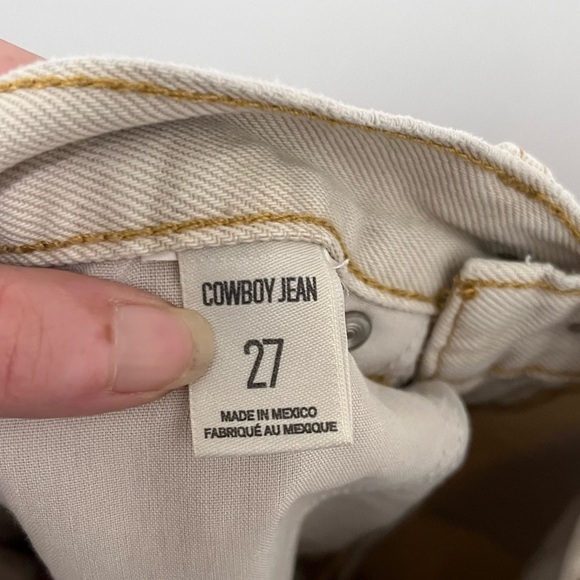 COWBOY JEAN
27
MADE IN MEXICO
FABRIQUÉ AU MEXIQUE